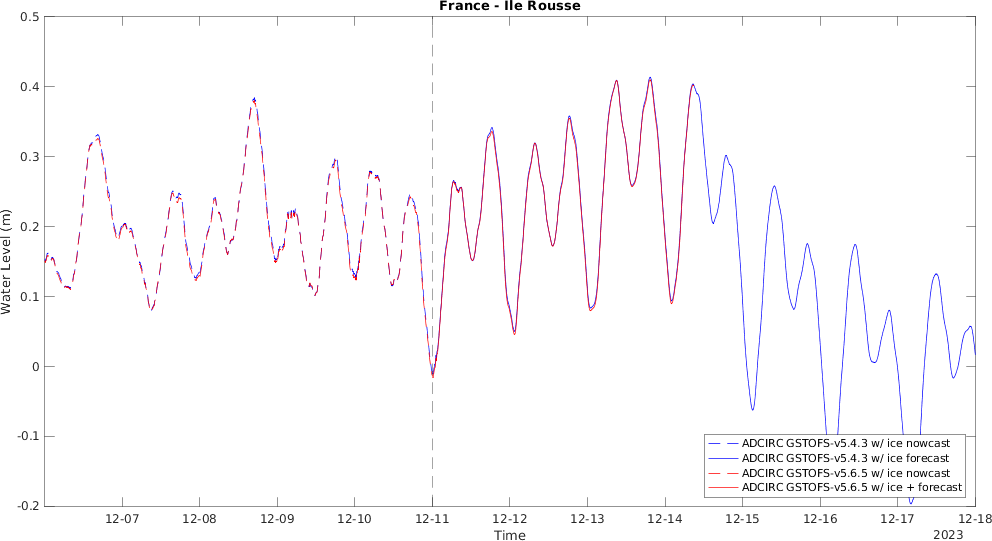 France - Ile Rousse
0.5
0.4
0.3
0.2
0.1
0
-0.1
-0.2
Water Level (m)
ADCIRC GSTOFS-v5.4.3 w/ ice nowcast
ADCIRC GSTOFS-v5.4.3 w/ ice forecast
ADCIRC GSTOFS-v5.6.5 w/ ice nowcast
ADCIRC GSTOFS-v5.6.5 w/ ice + forecast
12-07 12-08 12-09 12-10 12-11 12-12 12-13 12-14 12-15 12-16 12-17 12-18
Time
2023